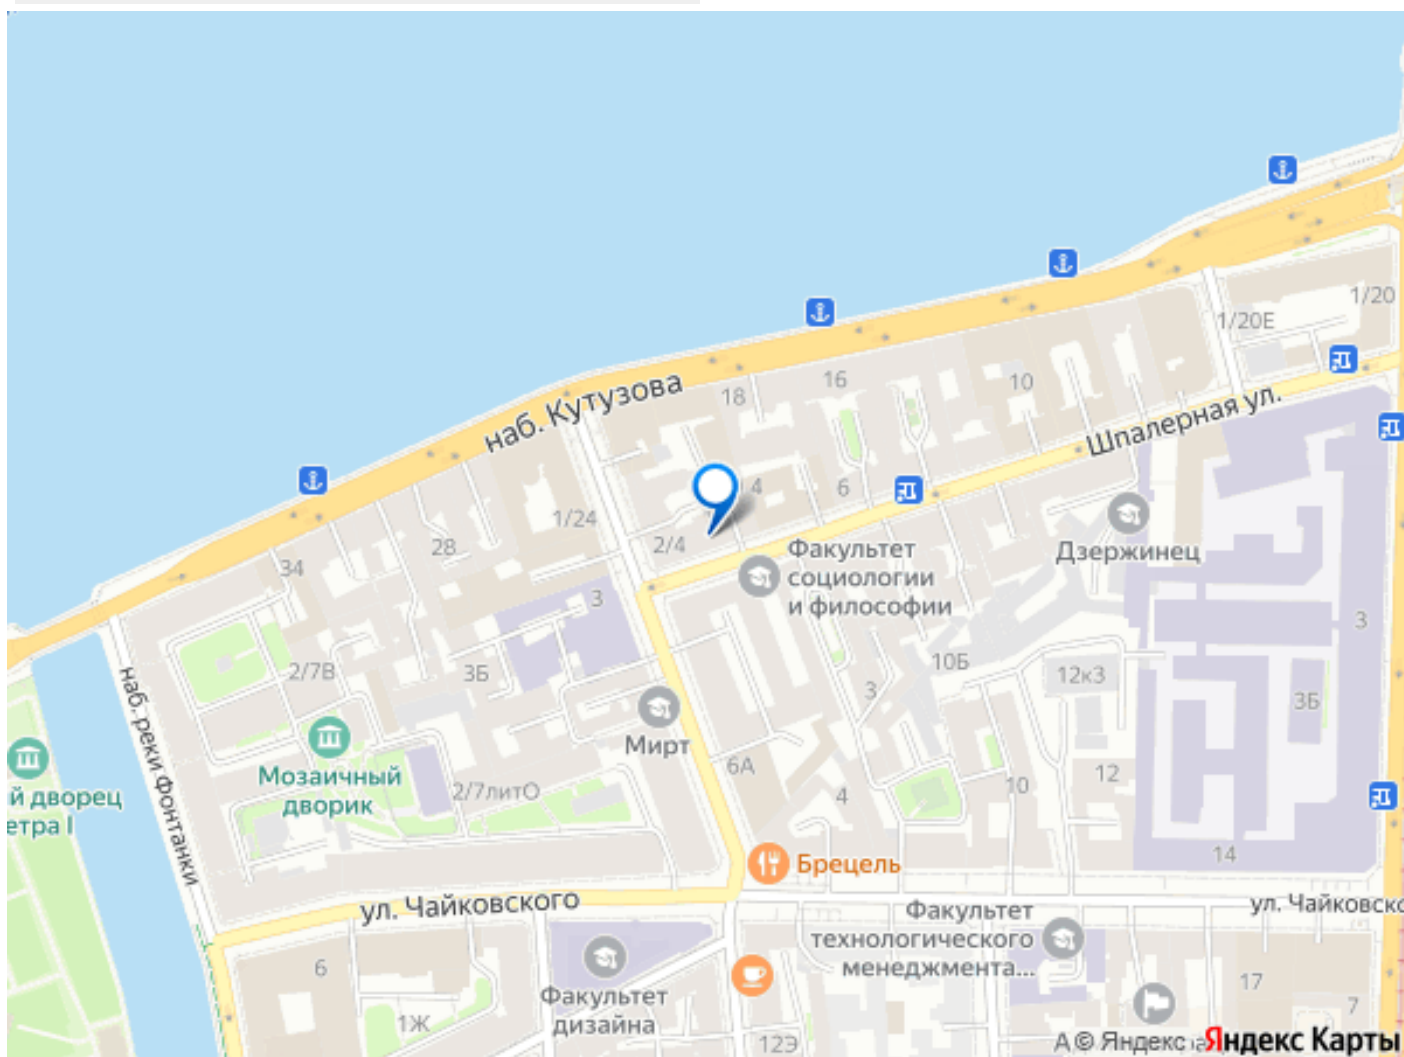 1/20
1/20Е
наб. Кутузова
18
16
10
Шпалерная ул.
4
6
1/24
28
2/4
34
Факультет
социологии
и философии
Дзержинец
3
3
2/7В
3Б
10Б
3
12к3
3Б
наб. реки Фонтанки
Мирт
Мозаичный
дворик
й дворец
етра I
2/7литО
6А
4
10
12
14
Брецель
ул. Чайковского
ул. Чайковско
Факультет
технологического
менеджмента...
6
Факультет
дизайна
1Ж
12Э
17
7
© Яндекс
Яндекс Карты